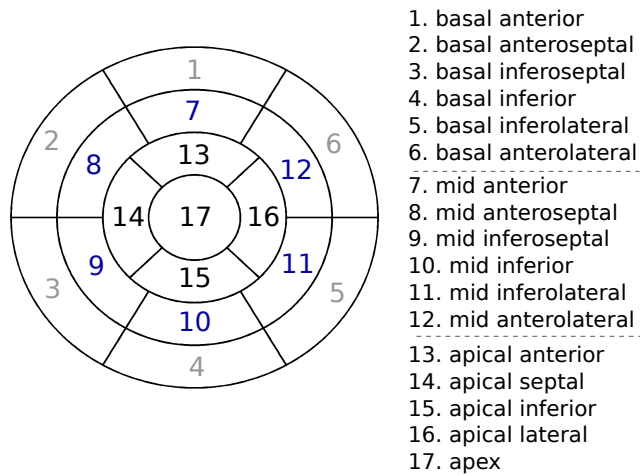 1
7
2
6
8
13
12
14
17
16
9
15
11
3
10
5
4
1. basal anterior
2. basal anteroseptal
3. basal inferoseptal
4. basal inferior
5. basal inferolateral
6. basal anterolateral
7. mid anterior
8. mid anteroseptal
9. mid inferoseptal
10. mid inferior
11. mid inferolateral
12. mid anterolateral
13. apical anterior
14. apical septal
15. apical inferior
16. apical lateral
17. apex